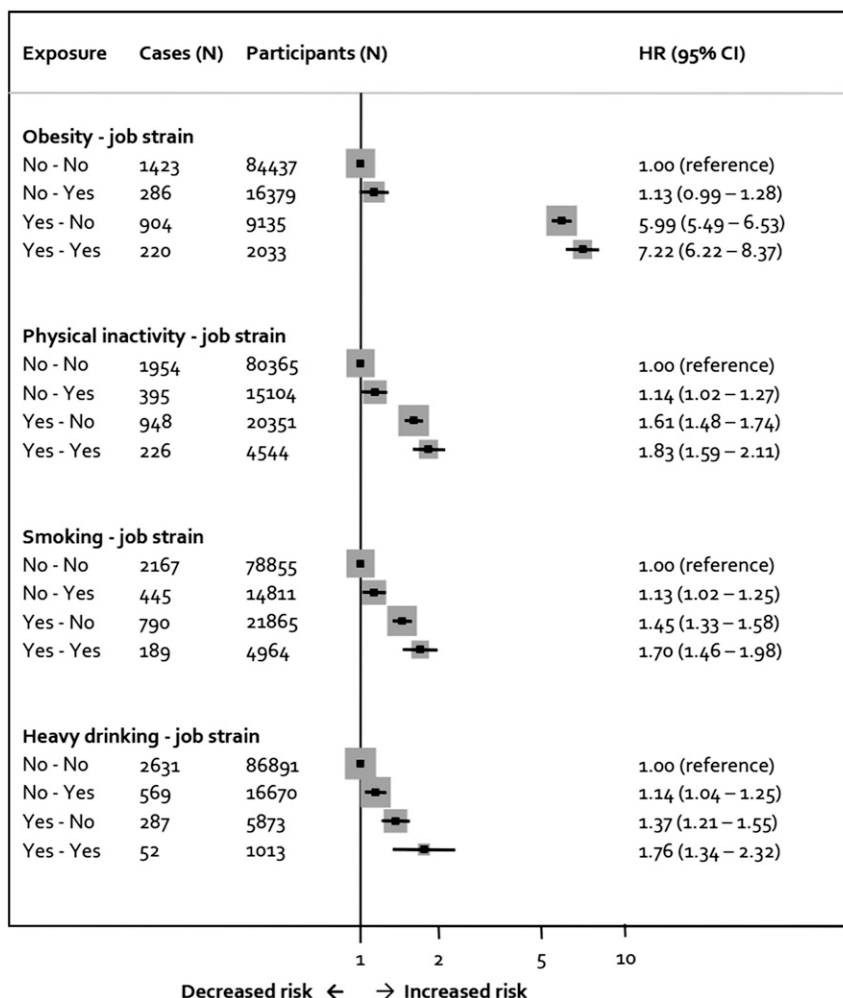 Exposure Cases (N) Participants (N) HR (95% CI)
Obesity - job strain
No - No 1423 84437 1.00 (reference)
No - Yes 286 16379 1.13 (0.99 – 1.28)
Yes - No 904 9135 5.99 (5.49 – 6.53)
Yes - Yes 220 2033 7.22 (6.22 – 8.37)
Physical inactivity - job strain
No - No 1954 80365 1.00 (reference)
No - Yes 395 15104 1.14 (1.02 – 1.27)
Yes - No 948 20351 1.61 (1.48 – 1.74)
Yes - Yes 226 4544 1.83 (1.59 – 2.11)
Smoking - job strain
No - No 2167 78855 1.00 (reference)
No - Yes 445 14811 1.13 (1.02 – 1.25)
Yes - No 790 21865 1.45 (1.33 – 1.58)
Yes - Yes 189 4964 1.70 (1.46 – 1.98)
Heavy drinking - job strain
No - No 2631 86891 1.00 (reference)
No - Yes 569 16670 1.14 (1.04 – 1.25)
Yes - No 287 5873 1.37 (1.21 – 1.55)
Yes - Yes 52 1013 1.76 (1.34 – 2.32)
1 2 5 10
Decreased risk ← → Increased risk